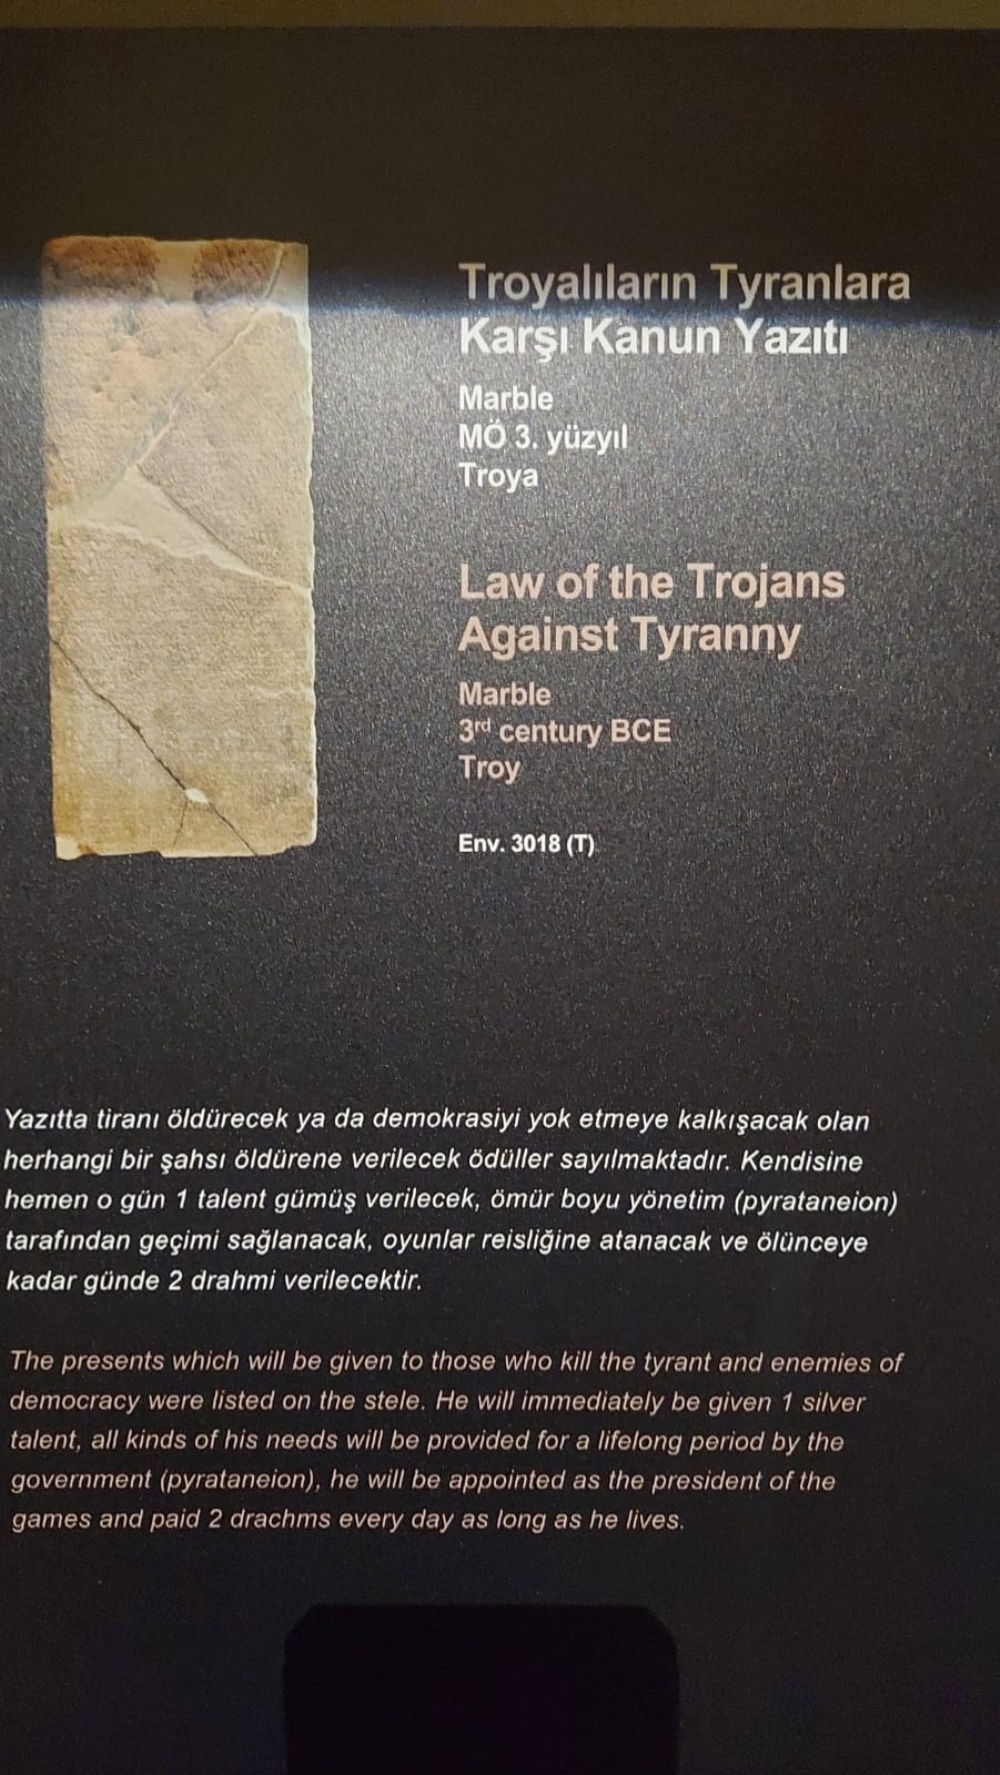 Troyalıların Tyranlara
Karşı Kanun Yazıtı
Marble
MÖ 3. yüzyıl
Troya
Law of the Trojans
Against Tyranny
Marble
3rd century BCE
Troy
Env. 3018 (T)
Yazıtta tiranı öldürecek ya da demokrasiyi yok etmeye kalkışacak olan
herhangi bir şahsı öldürene verilecek ödüller sayılmaktadır. Kendisine
hemen o gün 1 talent gümüş verilecek, ömür boyu yönetim (pyrataneion)
tarafından geçimi sağlanacak, oyunlar reisliğine atanacak ve ölünceye
kadar günde 2 drahmi verilecektir.
The presents which will be given to those who kill the tyrant and enemies of
democracy were listed on the stele. He will immediately be given 1 silver
talent, all kinds of his needs will be provided for a lifelong period by the
government (pyrataneion), he will be appointed as the president of the
games and paid 2 drachms every day as long as he lives.